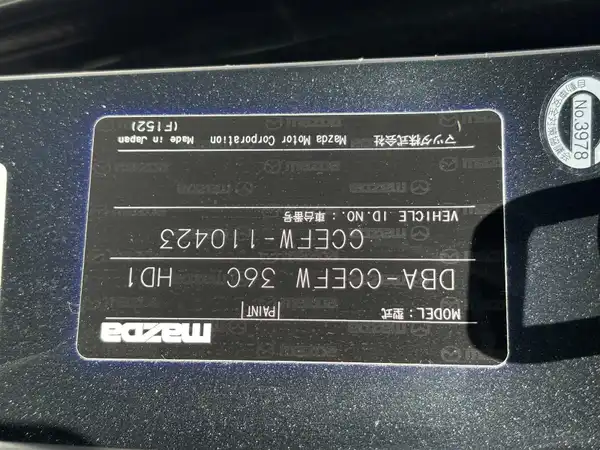 mazda
MODEL:型式 PAINT
DBA-CCEFW 36C HD1
VEHICLE ID.NO.:車台番号
CCEFW-110423
マツダ株式会社 Mazda Motor Corporation Made in Japan
(F152)
No.3978